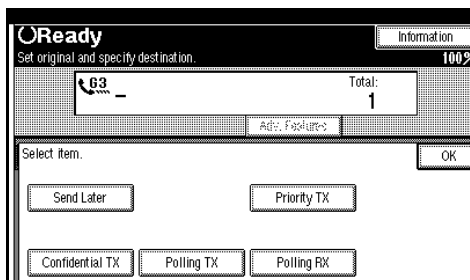 Ready
Information
Set original and specify destination.
100%
G3
Total:
1
Adv. Features
Select item.
OK
Send Later
Priority TX
Confidential TX
Polling TX
Polling RX